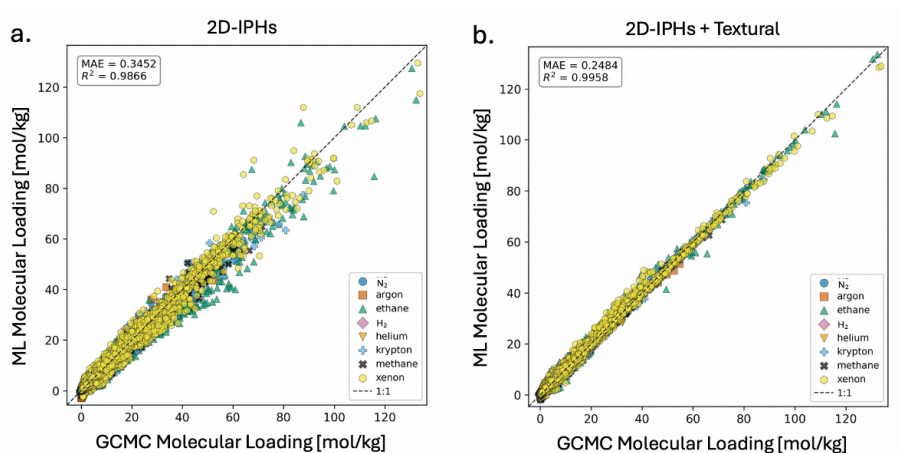 a.
2D-IPHs
MAE = 0.3452
R² = 0.9866
120
100
80
60
40
20
0
ML Molecular Loading [mol/kg]
N₂
argon
ethane
H₂
helium
krypton
methane
xenon
1:1
0 20 40 60 80 100 120
GCMC Molecular Loading [mol/kg]
b.
2D-IPHs + Textural
MAE = 0.2484
R² = 0.9958
120
100
80
60
40
20
0
ML Molecular Loading [mol/kg]
N₂
argon
ethane
H₂
helium
krypton
methane
xenon
1:1
0 20 40 60 80 100 120
GCMC Molecular Loading [mol/kg]